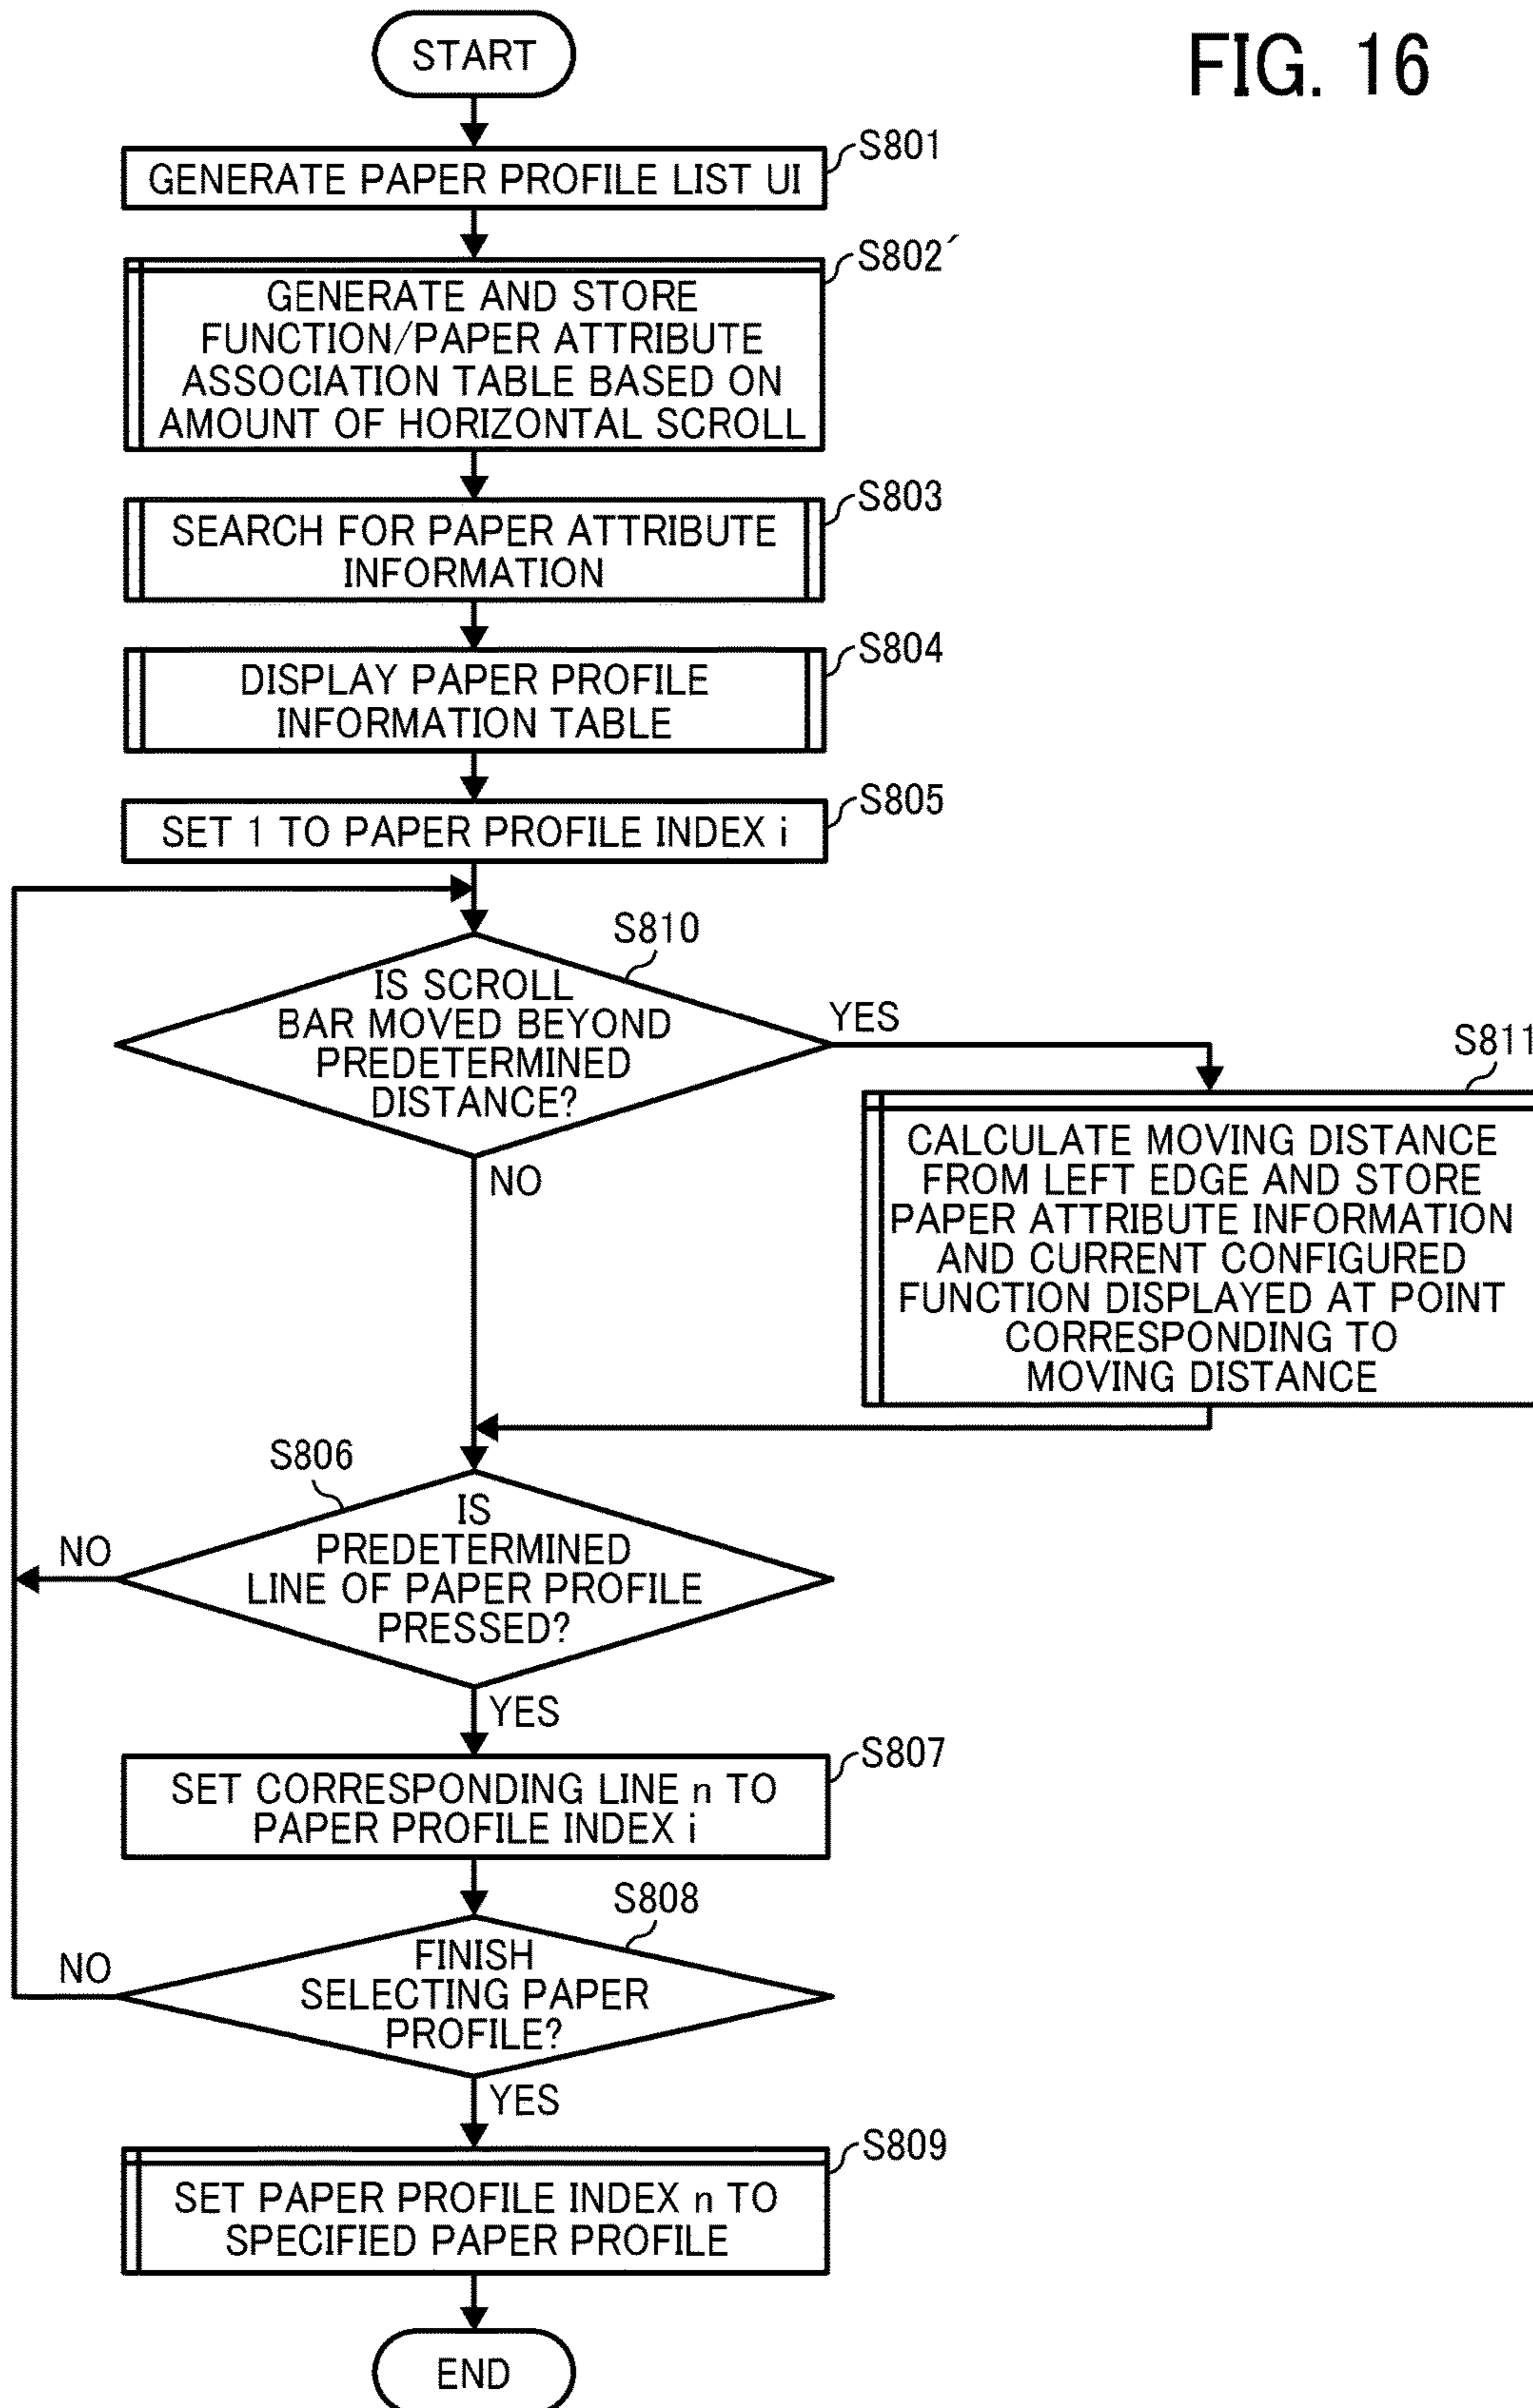 FIG. 16
START
S801
GENERATE PAPER PROFILE LIST UI
S802´
GENERATE AND STORE
FUNCTION/PAPER ATTRIBUTE
ASSOCIATION TABLE BASED ON
AMOUNT OF HORIZONTAL SCROLL
S803
SEARCH FOR PAPER ATTRIBUTE
INFORMATION
S804
DISPLAY PAPER PROFILE
INFORMATION TABLE
S805
SET 1 TO PAPER PROFILE INDEX i
S810
IS SCROLL
BAR MOVED BEYOND
PREDETERMINED
DISTANCE?
YES
NO
S811
CALCULATE MOVING DISTANCE
FROM LEFT EDGE AND STORE
PAPER ATTRIBUTE INFORMATION
AND CURRENT CONFIGURED
FUNCTION DISPLAYED AT POINT
CORRESPONDING TO
MOVING DISTANCE
S806
IS
PREDETERMINED
LINE OF PAPER PROFILE
PRESSED?
NO
YES
S807
SET CORRESPONDING LINE n TO
PAPER PROFILE INDEX i
S808
FINISH
SELECTING PAPER
PROFILE?
NO
YES
S809
SET PAPER PROFILE INDEX n TO
SPECIFIED PAPER PROFILE
END